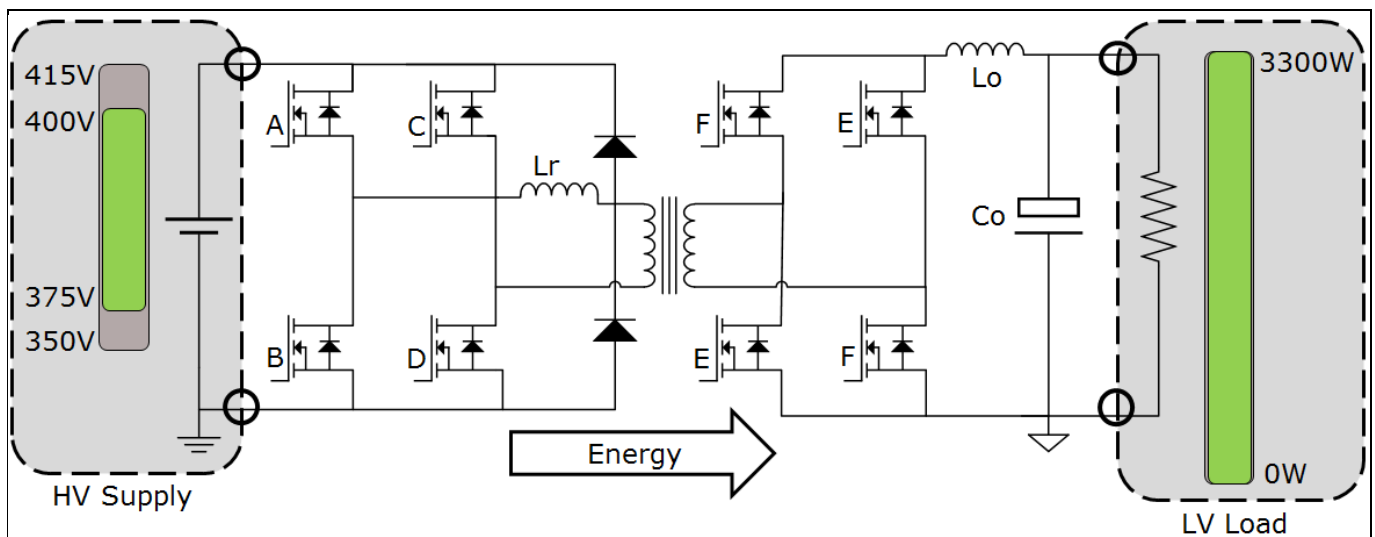 415V
400V
375V
350V
HV Supply
A
C
B
D
Lr
F
E
E
F
Lo
Co
Energy
3300W
0W
LV Load